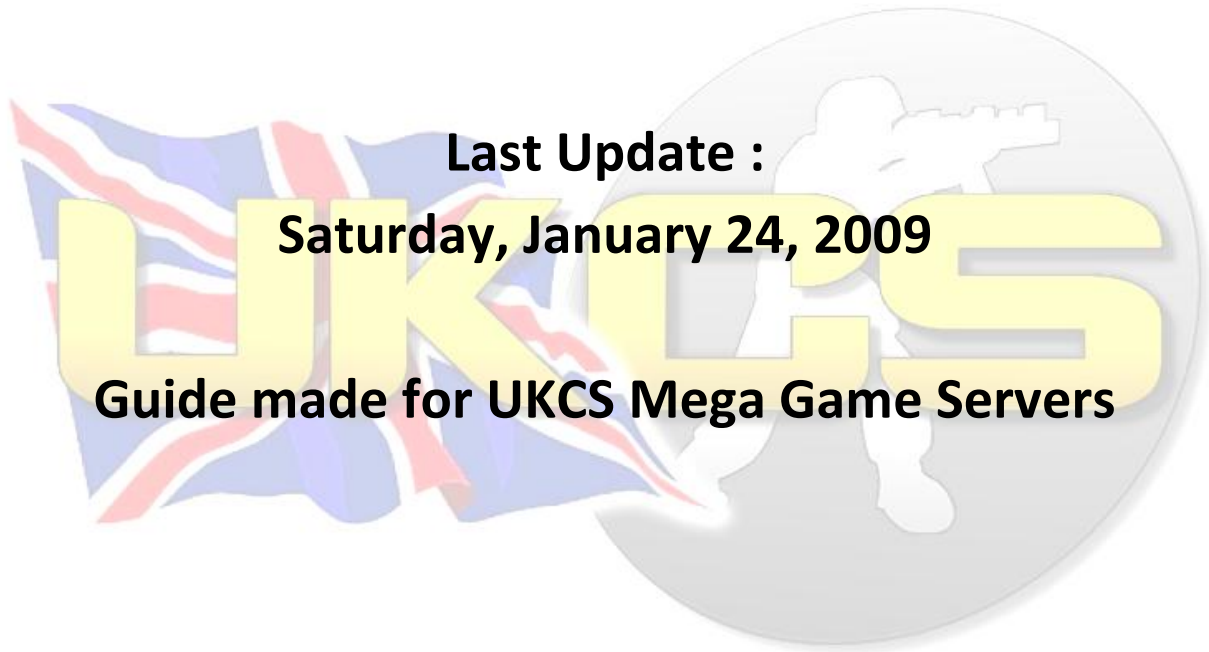 Last Update :
Saturday, January 24, 2009
UKCS
Guide made for UKCS Mega Game Servers